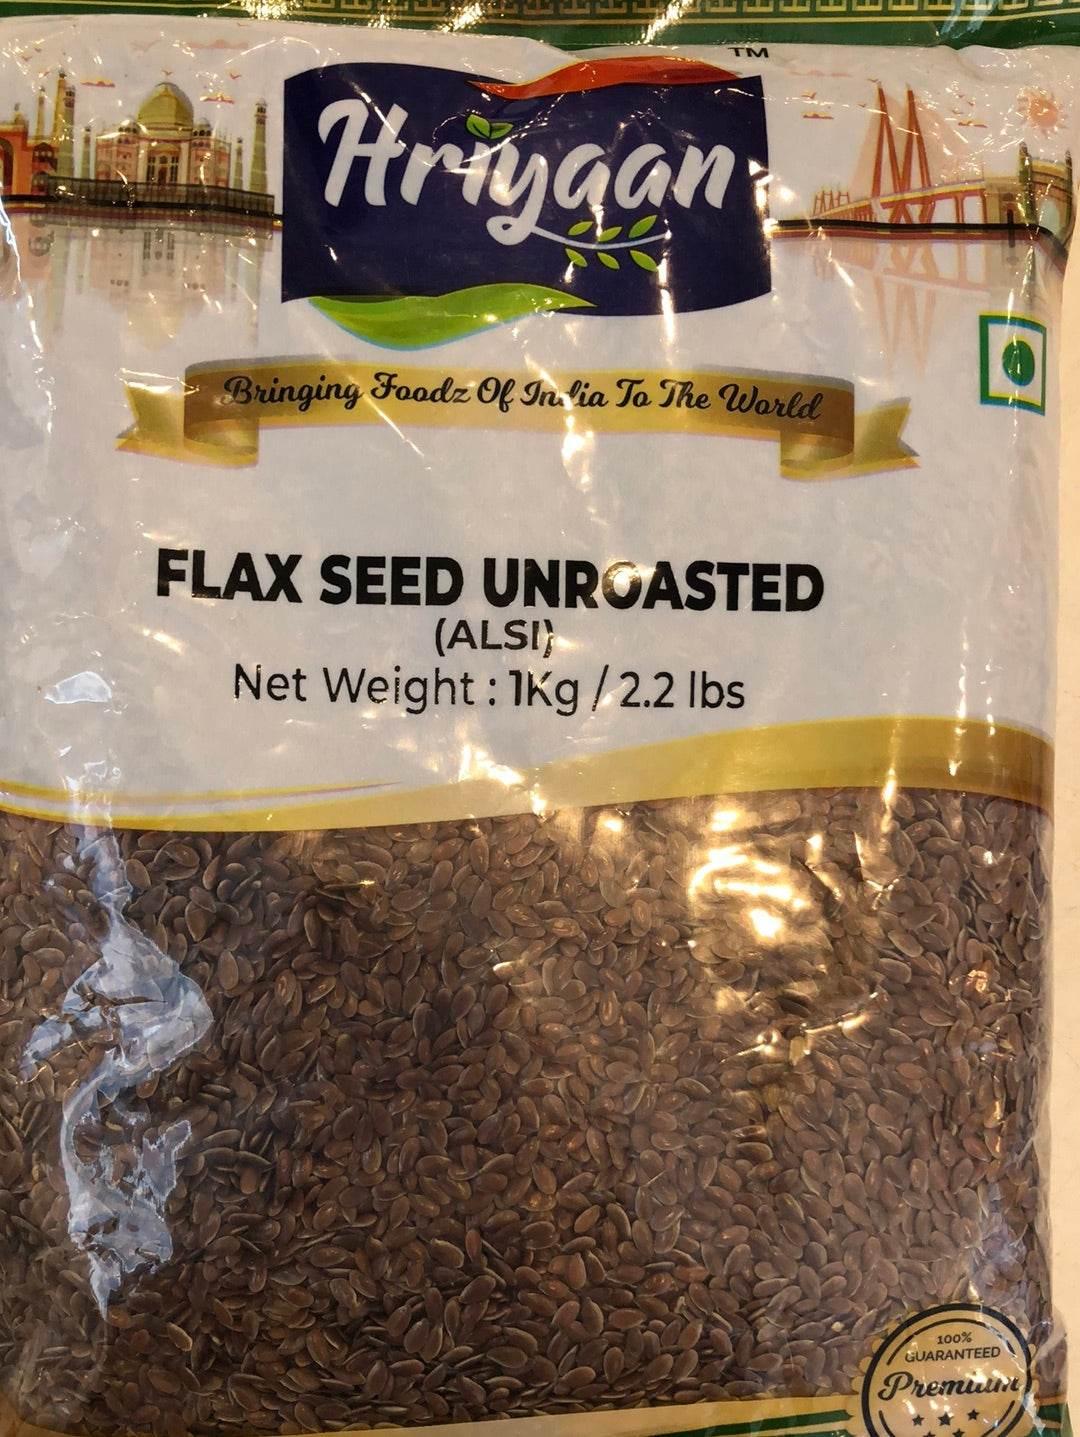 TM
Hriyaan
Bringing Foodz Of India To The World
FLAX SEED UNROASTED
(ALSI)
Net Weight : 1Kg / 2.2 lbs
100%
GUARANTEED
Premium